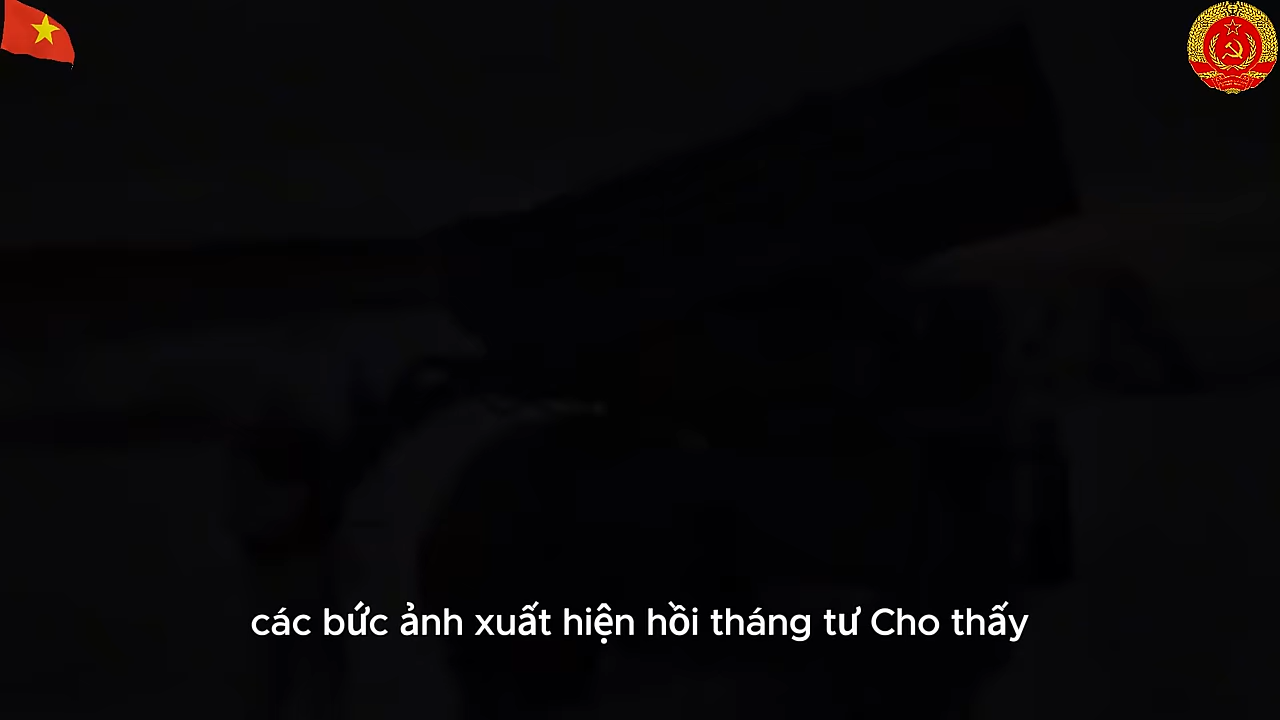 các bức ảnh xuất hiện hồi tháng tư Cho thấy